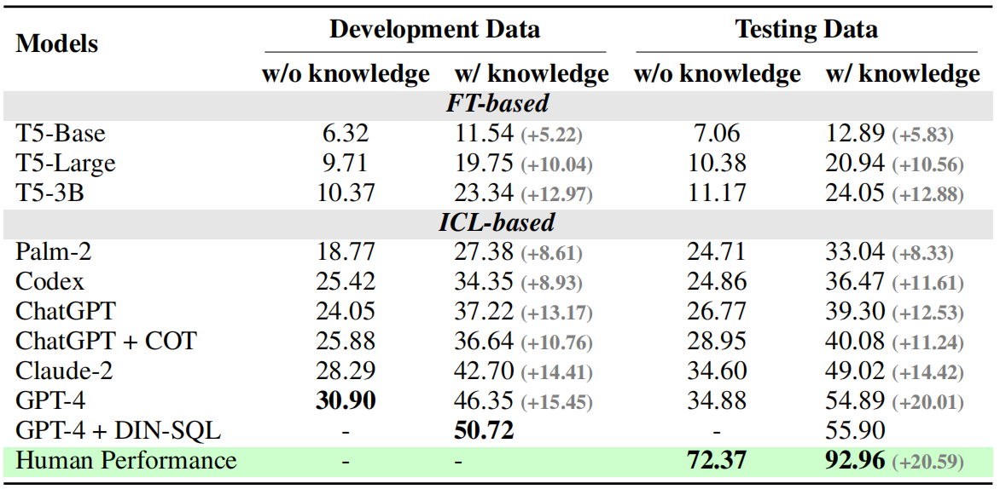 Models Development Data Testing Data
w/o knowledge w/ knowledge w/o knowledge w/ knowledge
FT-based
T5-Base 6.32 11.54 (+5.22) 7.06 12.89 (+5.83)
T5-Large 9.71 19.75 (+10.04) 10.38 20.94 (+10.56)
T5-3B 10.37 23.34 (+12.97) 11.17 24.05 (+12.88)
ICL-based
Palm-2 18.77 27.38 (+8.61) 24.71 33.04 (+8.33)
Codex 25.42 34.35 (+8.93) 24.86 36.47 (+11.61)
ChatGPT 24.05 37.22 (+13.17) 26.77 39.30 (+12.53)
ChatGPT + COT 25.88 36.64 (+10.76) 28.95 40.08 (+11.24)
Claude-2 28.29 42.70 (+14.41) 34.60 49.02 (+14.42)
GPT-4 30.90 46.35 (+15.45) 34.88 54.89 (+20.01)
GPT-4 + DIN-SQL - 50.72 - 55.90
Human Performance - - 72.37 92.96 (+20.59)